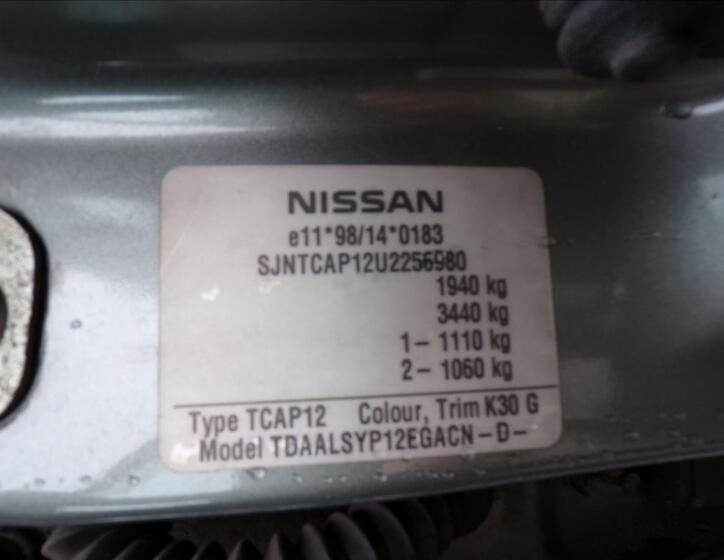 NISSAN
e11*98/14*0183
SJNTCAP12U2256980
1940 kg
3440 kg
1- 1110 kg
2- 1060 kg
Type TCAP12 Colour, Trim K30 G
Model TDAALSYP12EGACN - D -